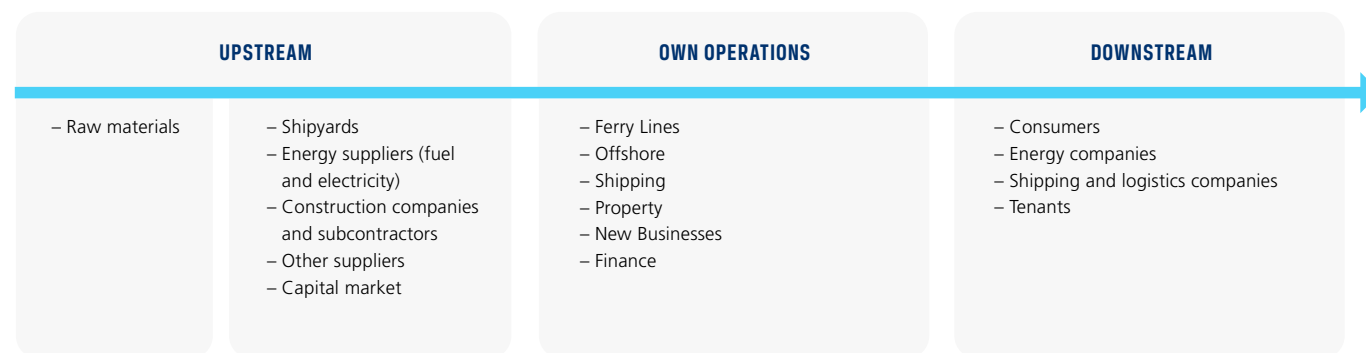 UPSTREAM
– Raw materials
– Shipyards
– Energy suppliers (fuel
and electricity)
– Construction companies
and subcontractors
– Other suppliers
– Capital market
OWN OPERATIONS
– Ferry Lines
– Offshore
– Shipping
– Property
– New Businesses
– Finance
DOWNSTREAM
– Consumers
– Energy companies
– Shipping and logistics companies
– Tenants